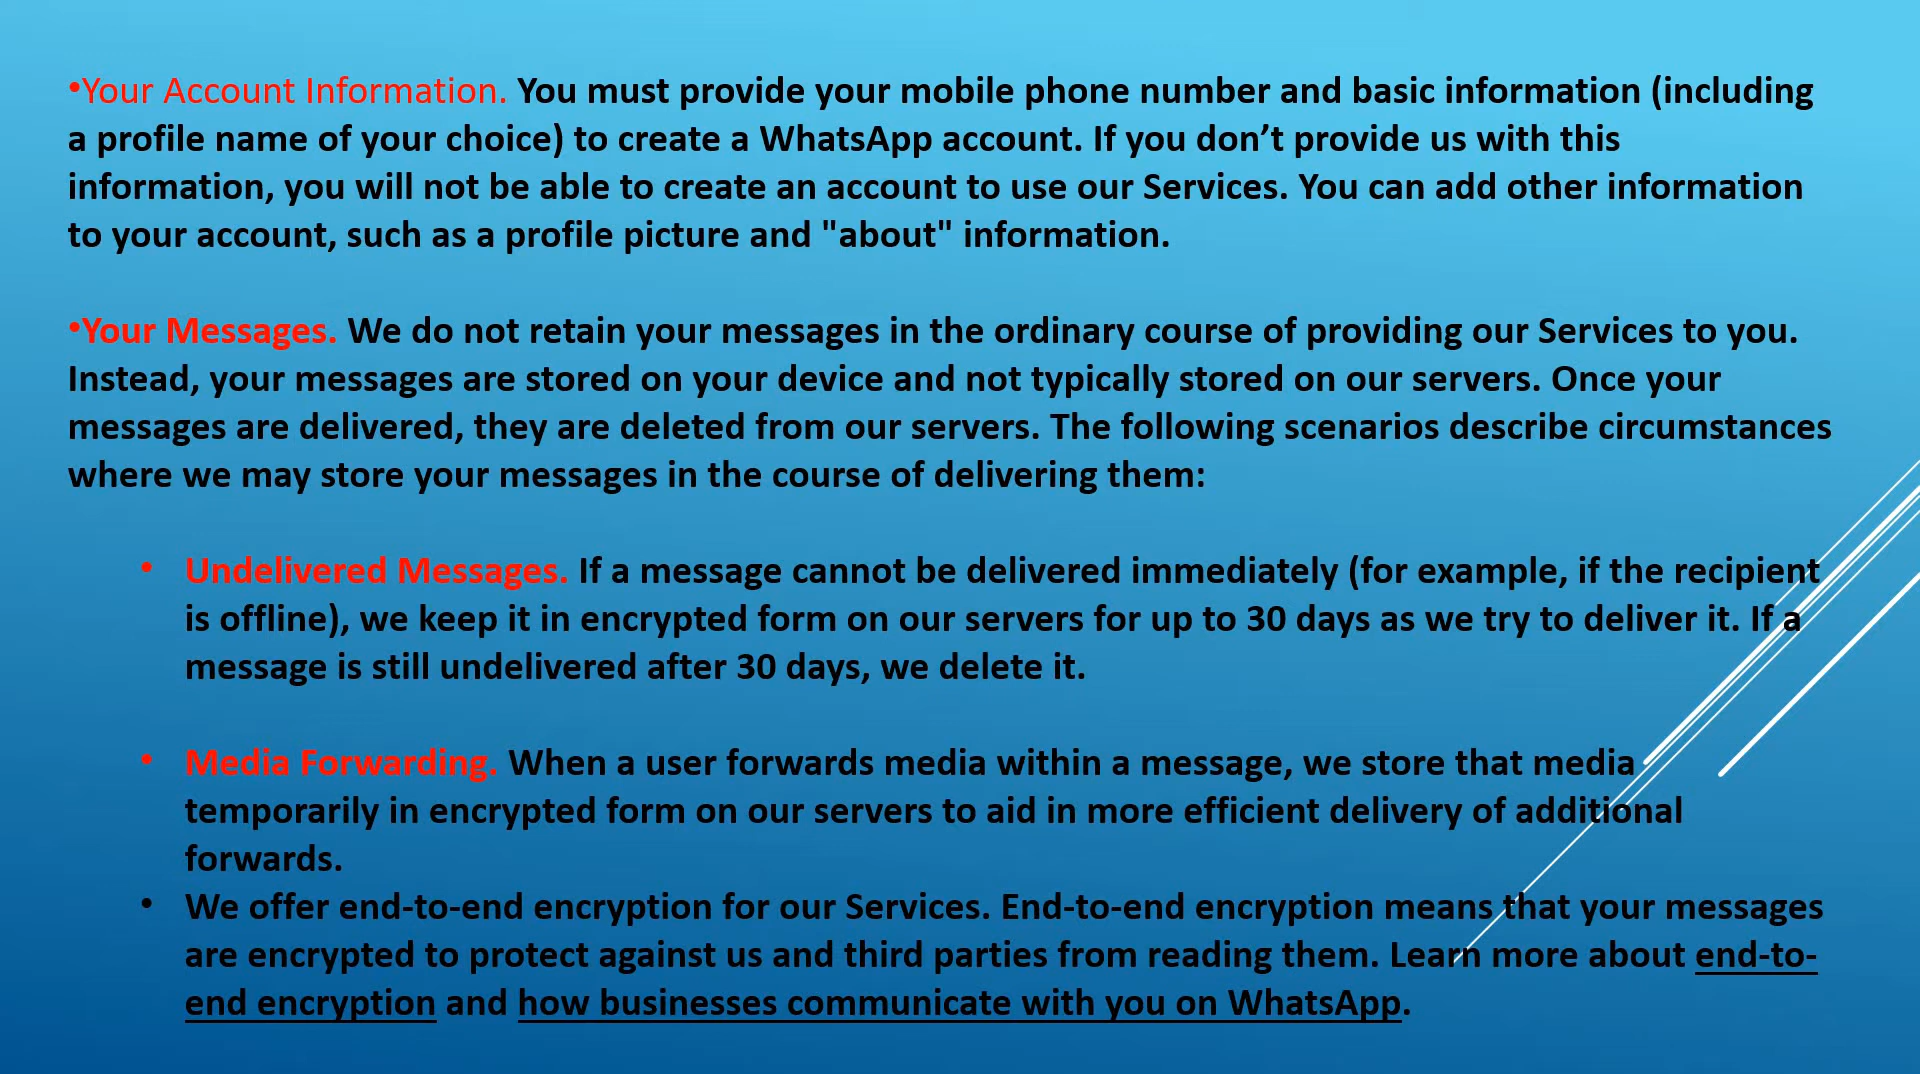 •Your Account Information. You must provide your mobile phone number and basic information (including
a profile name of your choice) to create a WhatsApp account. If you don’t provide us with this
information, you will not be able to create an account to use our Services. You can add other information
to your account, such as a profile picture and "about" information.
•Your Messages. We do not retain your messages in the ordinary course of providing our Services to you.
Instead, your messages are stored on your device and not typically stored on our servers. Once your
messages are delivered, they are deleted from our servers. The following scenarios describe circumstances
where we may store your messages in the course of delivering them:
• Undelivered Messages. If a message cannot be delivered immediately (for example, if the recipient
is offline), we keep it in encrypted form on our servers for up to 30 days as we try to deliver it. If a
message is still undelivered after 30 days, we delete it.
• Media Forwarding. When a user forwards media within a message, we store that media
temporarily in encrypted form on our servers to aid in more efficient delivery of additional
forwards.
• We offer end-to-end encryption for our Services. End-to-end encryption means that your messages
are encrypted to protect against us and third parties from reading them. Learn more about end-to-
end encryption and how businesses communicate with you on WhatsApp.